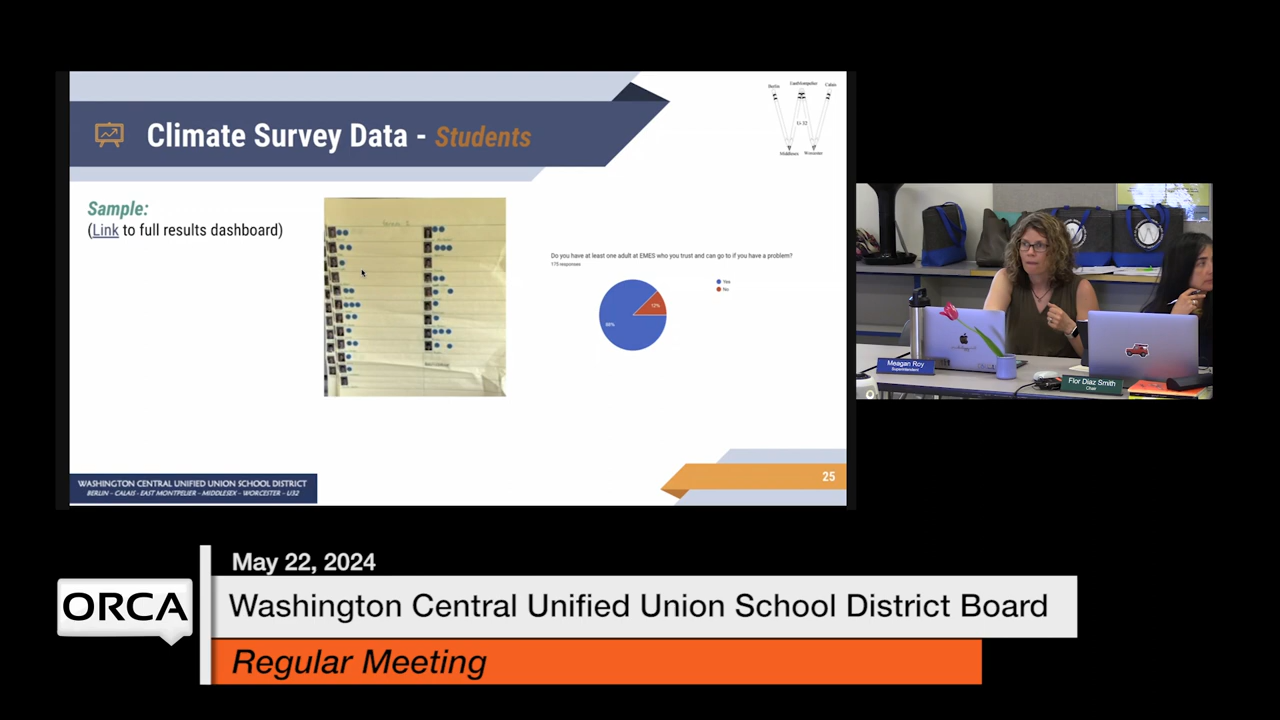 Climate Survey Data - Students
Berlin
Calais
U-32
Middlesex
Worcester
Sample:
(Link to full results dashboard)
Do you have at least one adult at EMES who you trust and can go to if you have a problem?
175 responses
Yes
No
12%
88%
Meagan Roy
Superintendent
Flor Diaz Smith
Chair
25
WASHINGTON CENTRAL UNIFIED UNION SCHOOL DISTRICT
BERLIN - CALAIS - EAST MONTPELIER – MIDDLESEX – WORCESTER – U32
May 22, 2024
ORCA
Washington Central Unified Union School District Board
Regular Meeting